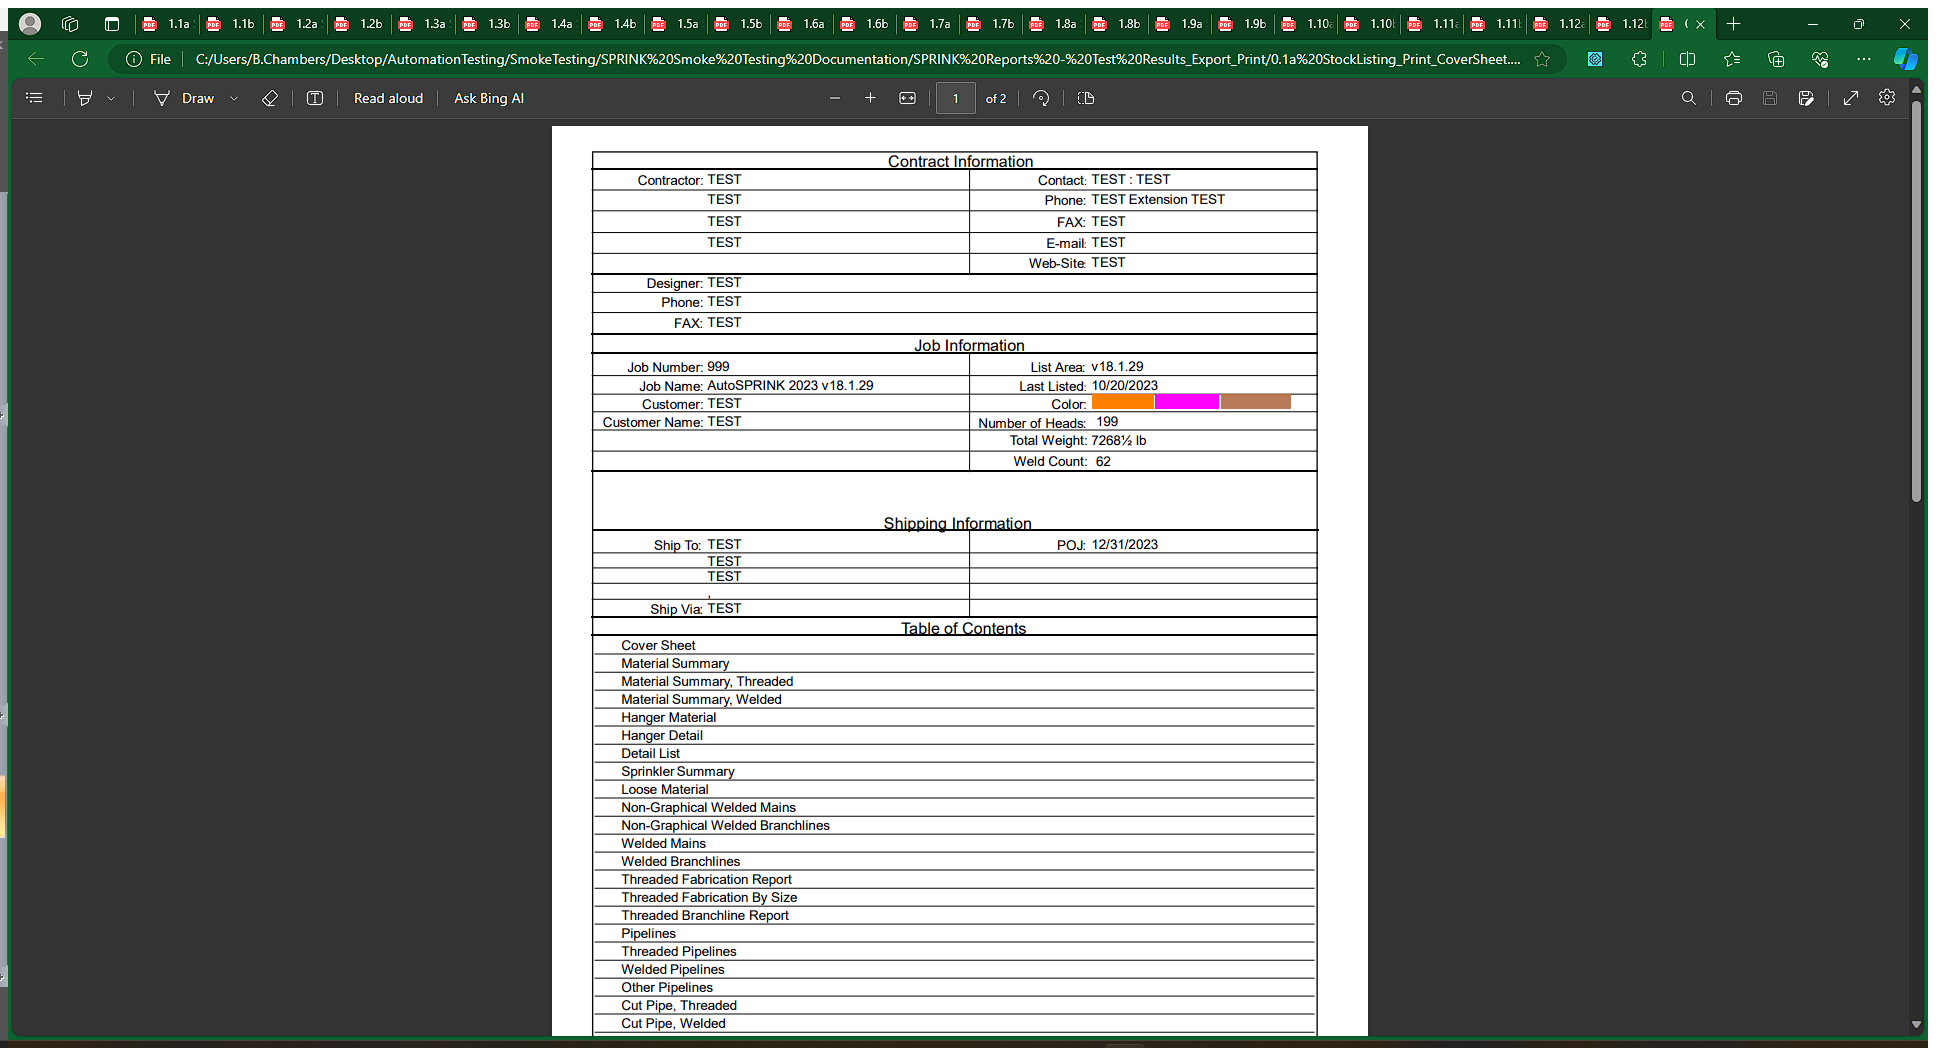 1.1a 1.1b 1.2a 1.2b 1.3a 1.3b 1.4a 1.4b 1.5a 1.5b 1.6a 1.6b 1.7a 1.7b 1.8a 1.8b 1.9a 1.9b 1.10a 1.10b 1.11a 1.11b 1.12a 1.12b
File C:/Users/B.Chambers/Desktop/AutomationTesting/SmokeTesting/SPRINK%20Smoke%20Testing%20Documentation/SPRINK%20Reports%20-%20Test%20Results_Export_Print/0.1a%20StockListing_Print_CoverSheet....
Draw Read aloud Ask Bing AI 1 of 2
Contract Information
Contractor: TEST Contact: TEST : TEST
TEST Phone: TEST Extension TEST
TEST FAX: TEST
TEST E-mail: TEST
Web-Site: TEST
Designer: TEST
Phone: TEST
FAX: TEST
Job Information
Job Number: 999 List Area: v18.1.29
Job Name: AutoSPRINK 2023 v18.1.29 Last Listed: 10/20/2023
Customer: TEST Color:
Customer Name: TEST Number of Heads: 199
Total Weight: 7268½ lb
Weld Count: 62
Shipping Information
Ship To: TEST POJ: 12/31/2023
TEST
TEST
,
Ship Via: TEST
Table of Contents
Cover Sheet
Material Summary
Material Summary, Threaded
Material Summary, Welded
Hanger Material
Hanger Detail
Detail List
Sprinkler Summary
Loose Material
Non-Graphical Welded Mains
Non-Graphical Welded Branchlines
Welded Mains
Welded Branchlines
Threaded Fabrication Report
Threaded Fabrication By Size
Threaded Branchline Report
Pipelines
Threaded Pipelines
Welded Pipelines
Other Pipelines
Cut Pipe, Threaded
Cut Pipe, Welded